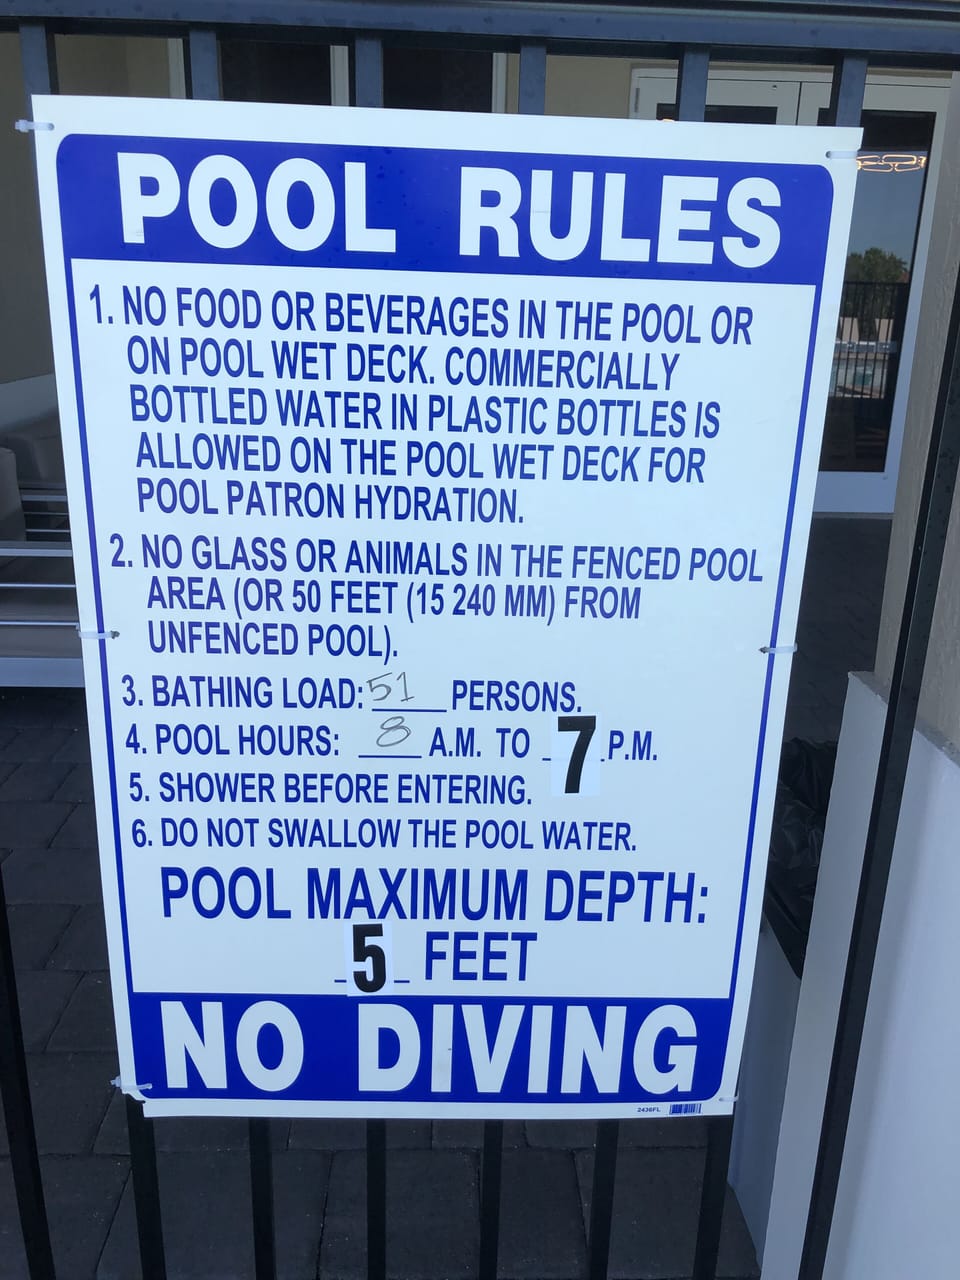 POOL RULES
1. NO FOOD OR BEVERAGES IN THE POOL OR
ON POOL WET DECK. COMMERCIALLY
BOTTLED WATER IN PLASTIC BOTTLES IS
ALLOWED ON THE POOL WET DECK FOR
POOL PATRON HYDRATION.
2. NO GLASS OR ANIMALS IN THE FENCED POOL
AREA (OR 50 FEET (15 240 MM) FROM
UNFENCED POOL).
3. BATHING LOAD: 51 PERSONS.
4. POOL HOURS: 8 A.M. TO 7 P.M.
5. SHOWER BEFORE ENTERING.
6. DO NOT SWALLOW THE POOL WATER.
POOL MAXIMUM DEPTH:
5 FEET
NO DIVING
2436FL